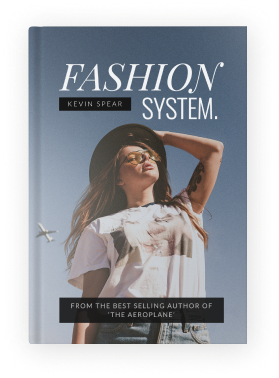 FASHION
KEVIN SPEAR
SYSTEM.
FROM THE BEST SELLING AUTHOR OF
'THE AEROPLANE'